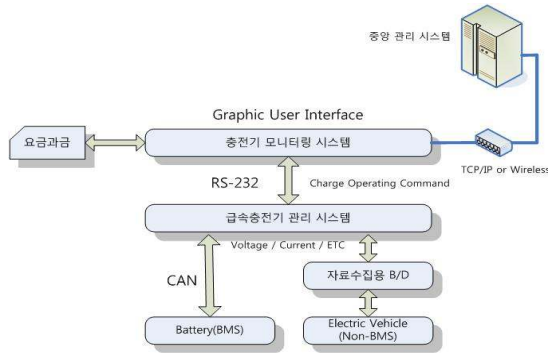 중앙 관리 시스템
Graphic User Interface
요금과금
충전기 모니터링 시스템
TCP/IP or Wireless
RS-232
Charge Operating Command
급속충전기 관리 시스템
Voltage / Current / ETC
CAN
자료수집용 B/D
Battery(BMS)
Electric Vehicle
(Non-BMS)